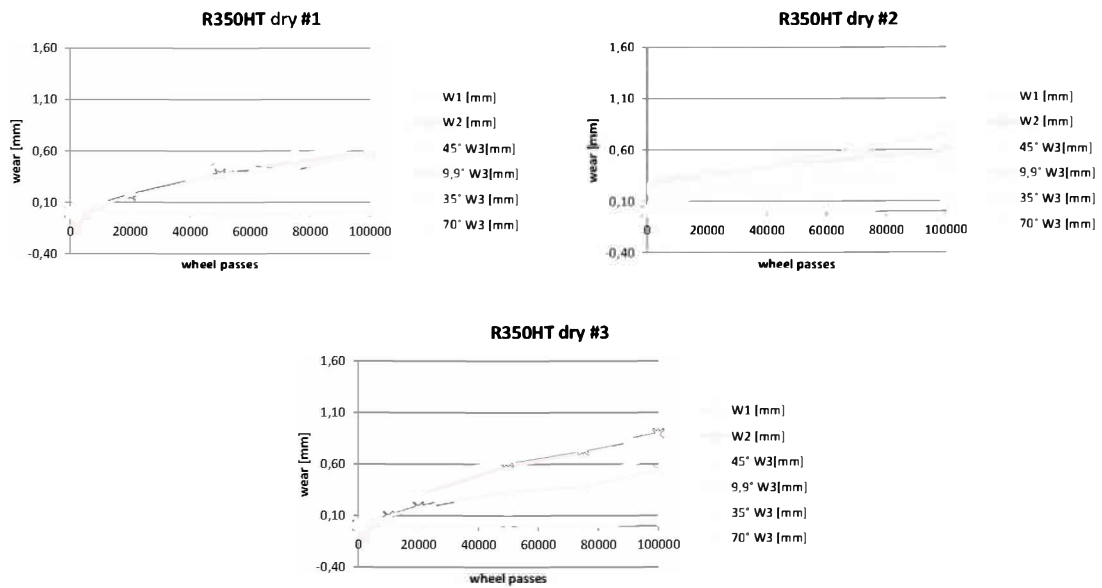 R350HT dry #1
1,60
1,10
0,60
0,10
-0,40
wear [mm]
0 20000 40000 60000 80000 100000
wheel passes
W1 [mm]
W2 [mm]
45° W3[mm]
9,9° W3[mm]
35° W3 [mm]
70° W3 [mm]
R350HT dry #2
1,60
1,10
0,60
0,10
-0,40
wear [mm]
0 20000 40000 60000 80000 100000
wheel passes
W1 [mm]
W2 [mm]
45° W3[mm]
9,9° W3[mm]
35° W3 [mm]
70° W3 [mm]
R350HT dry #3
1,60
1,10
0,60
0,10
-0,40
wear [mm]
0 20000 40000 60000 80000 100000
wheel passes
W1 [mm]
W2 [mm]
45° W3[mm]
9,9° W3[mm]
35° W3 [mm]
70° W3 [mm]